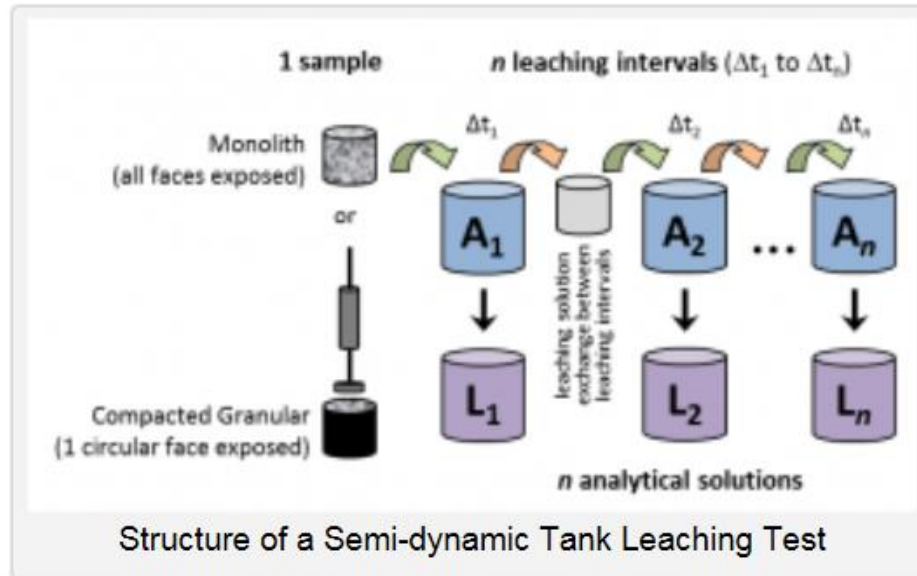 1 sample
n leaching intervals (Δt1 to Δtn)
Monolith
(all faces exposed)
or
Compacted Granular
(1 circular face exposed)
Δt1
Δt2
Δtn
A1
leaching solution
exchange between
leaching intervals
A2
...
An
L1
L2
Ln
n analytical solutions
Structure of a Semi-dynamic Tank Leaching Test